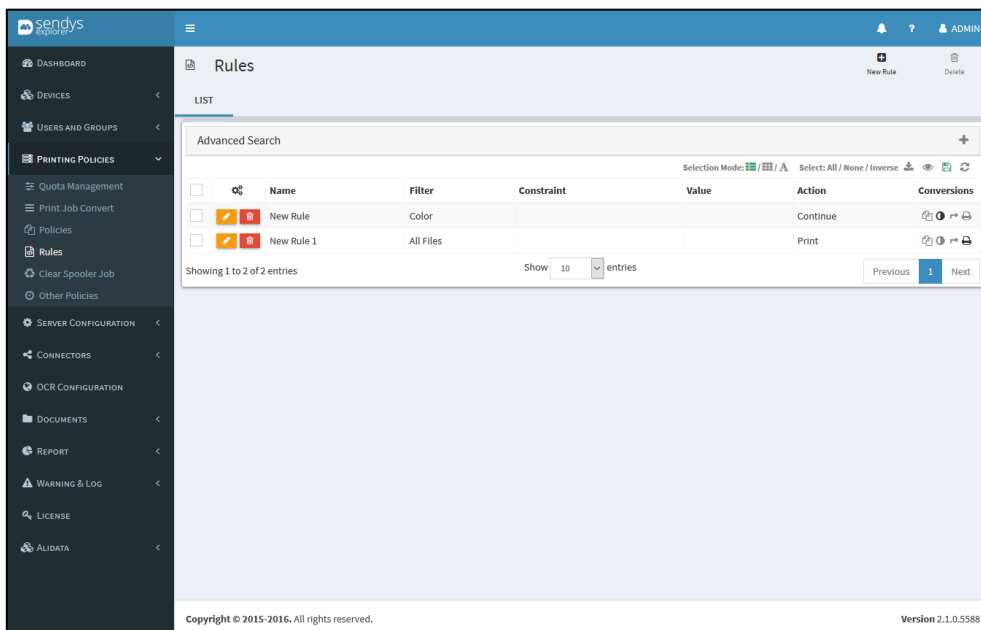 sendys
explorer
? ADMIN
DASHBOARD
DEVICES
USERS AND GROUPS
PRINTING POLICIES
Quota Management
Print Job Convert
Policies
Rules
Clear Spooler Job
Other Policies
SERVER CONFIGURATION
CONNECTORS
OCR CONFIGURATION
DOCUMENTS
REPORT
WARNING & LOG
LICENSE
ALIDATA
Rules
New Rule Delete
LIST
Advanced Search
Selection Mode: / / A Select: All / None / Inverse
Name Filter Constraint Value Action Conversions
New Rule Color Continue
New Rule 1 All Files Print
Showing 1 to 2 of 2 entries Show 10 entries Previous 1 Next
Copyright © 2015-2016. All rights reserved. Version 2.1.0.5588